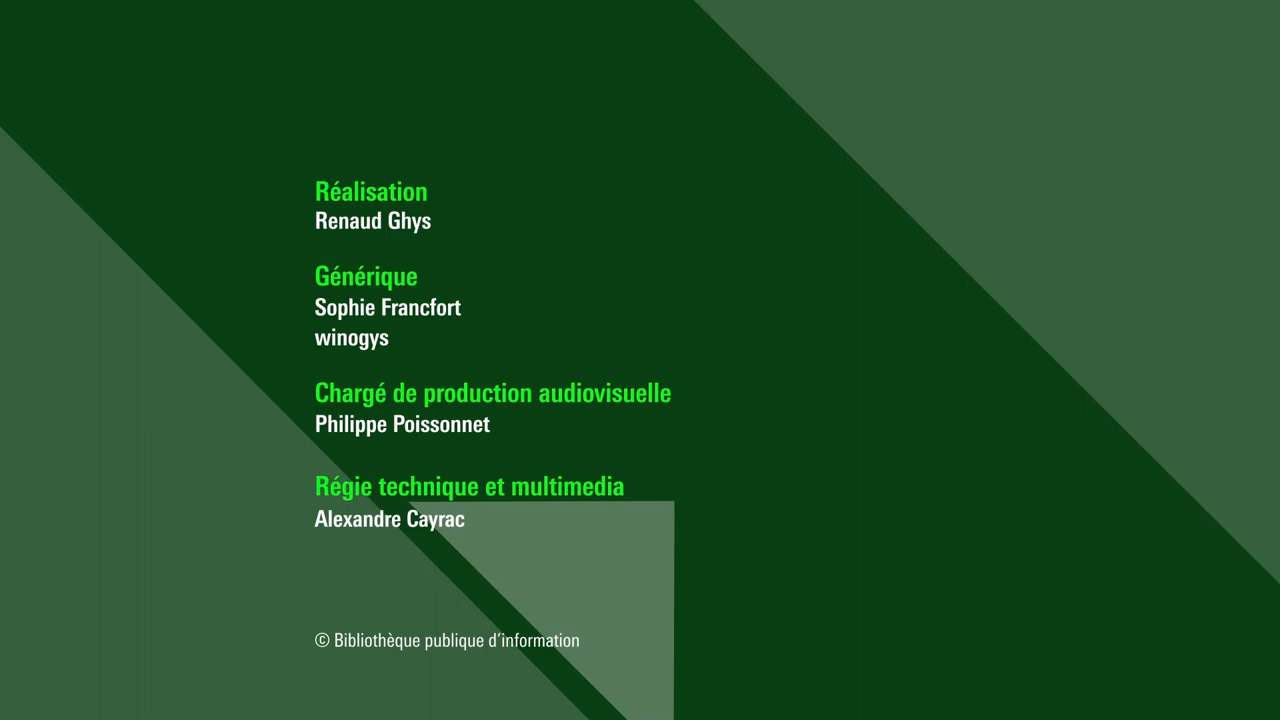 Réalisation
Renaud Ghys
Générique
Sophie Francfort
winogys
Chargé de production audiovisuelle
Philippe Poissonnet
Régie technique et multimedia
Alexandre Cayrac
© Bibliothèque publique d’information